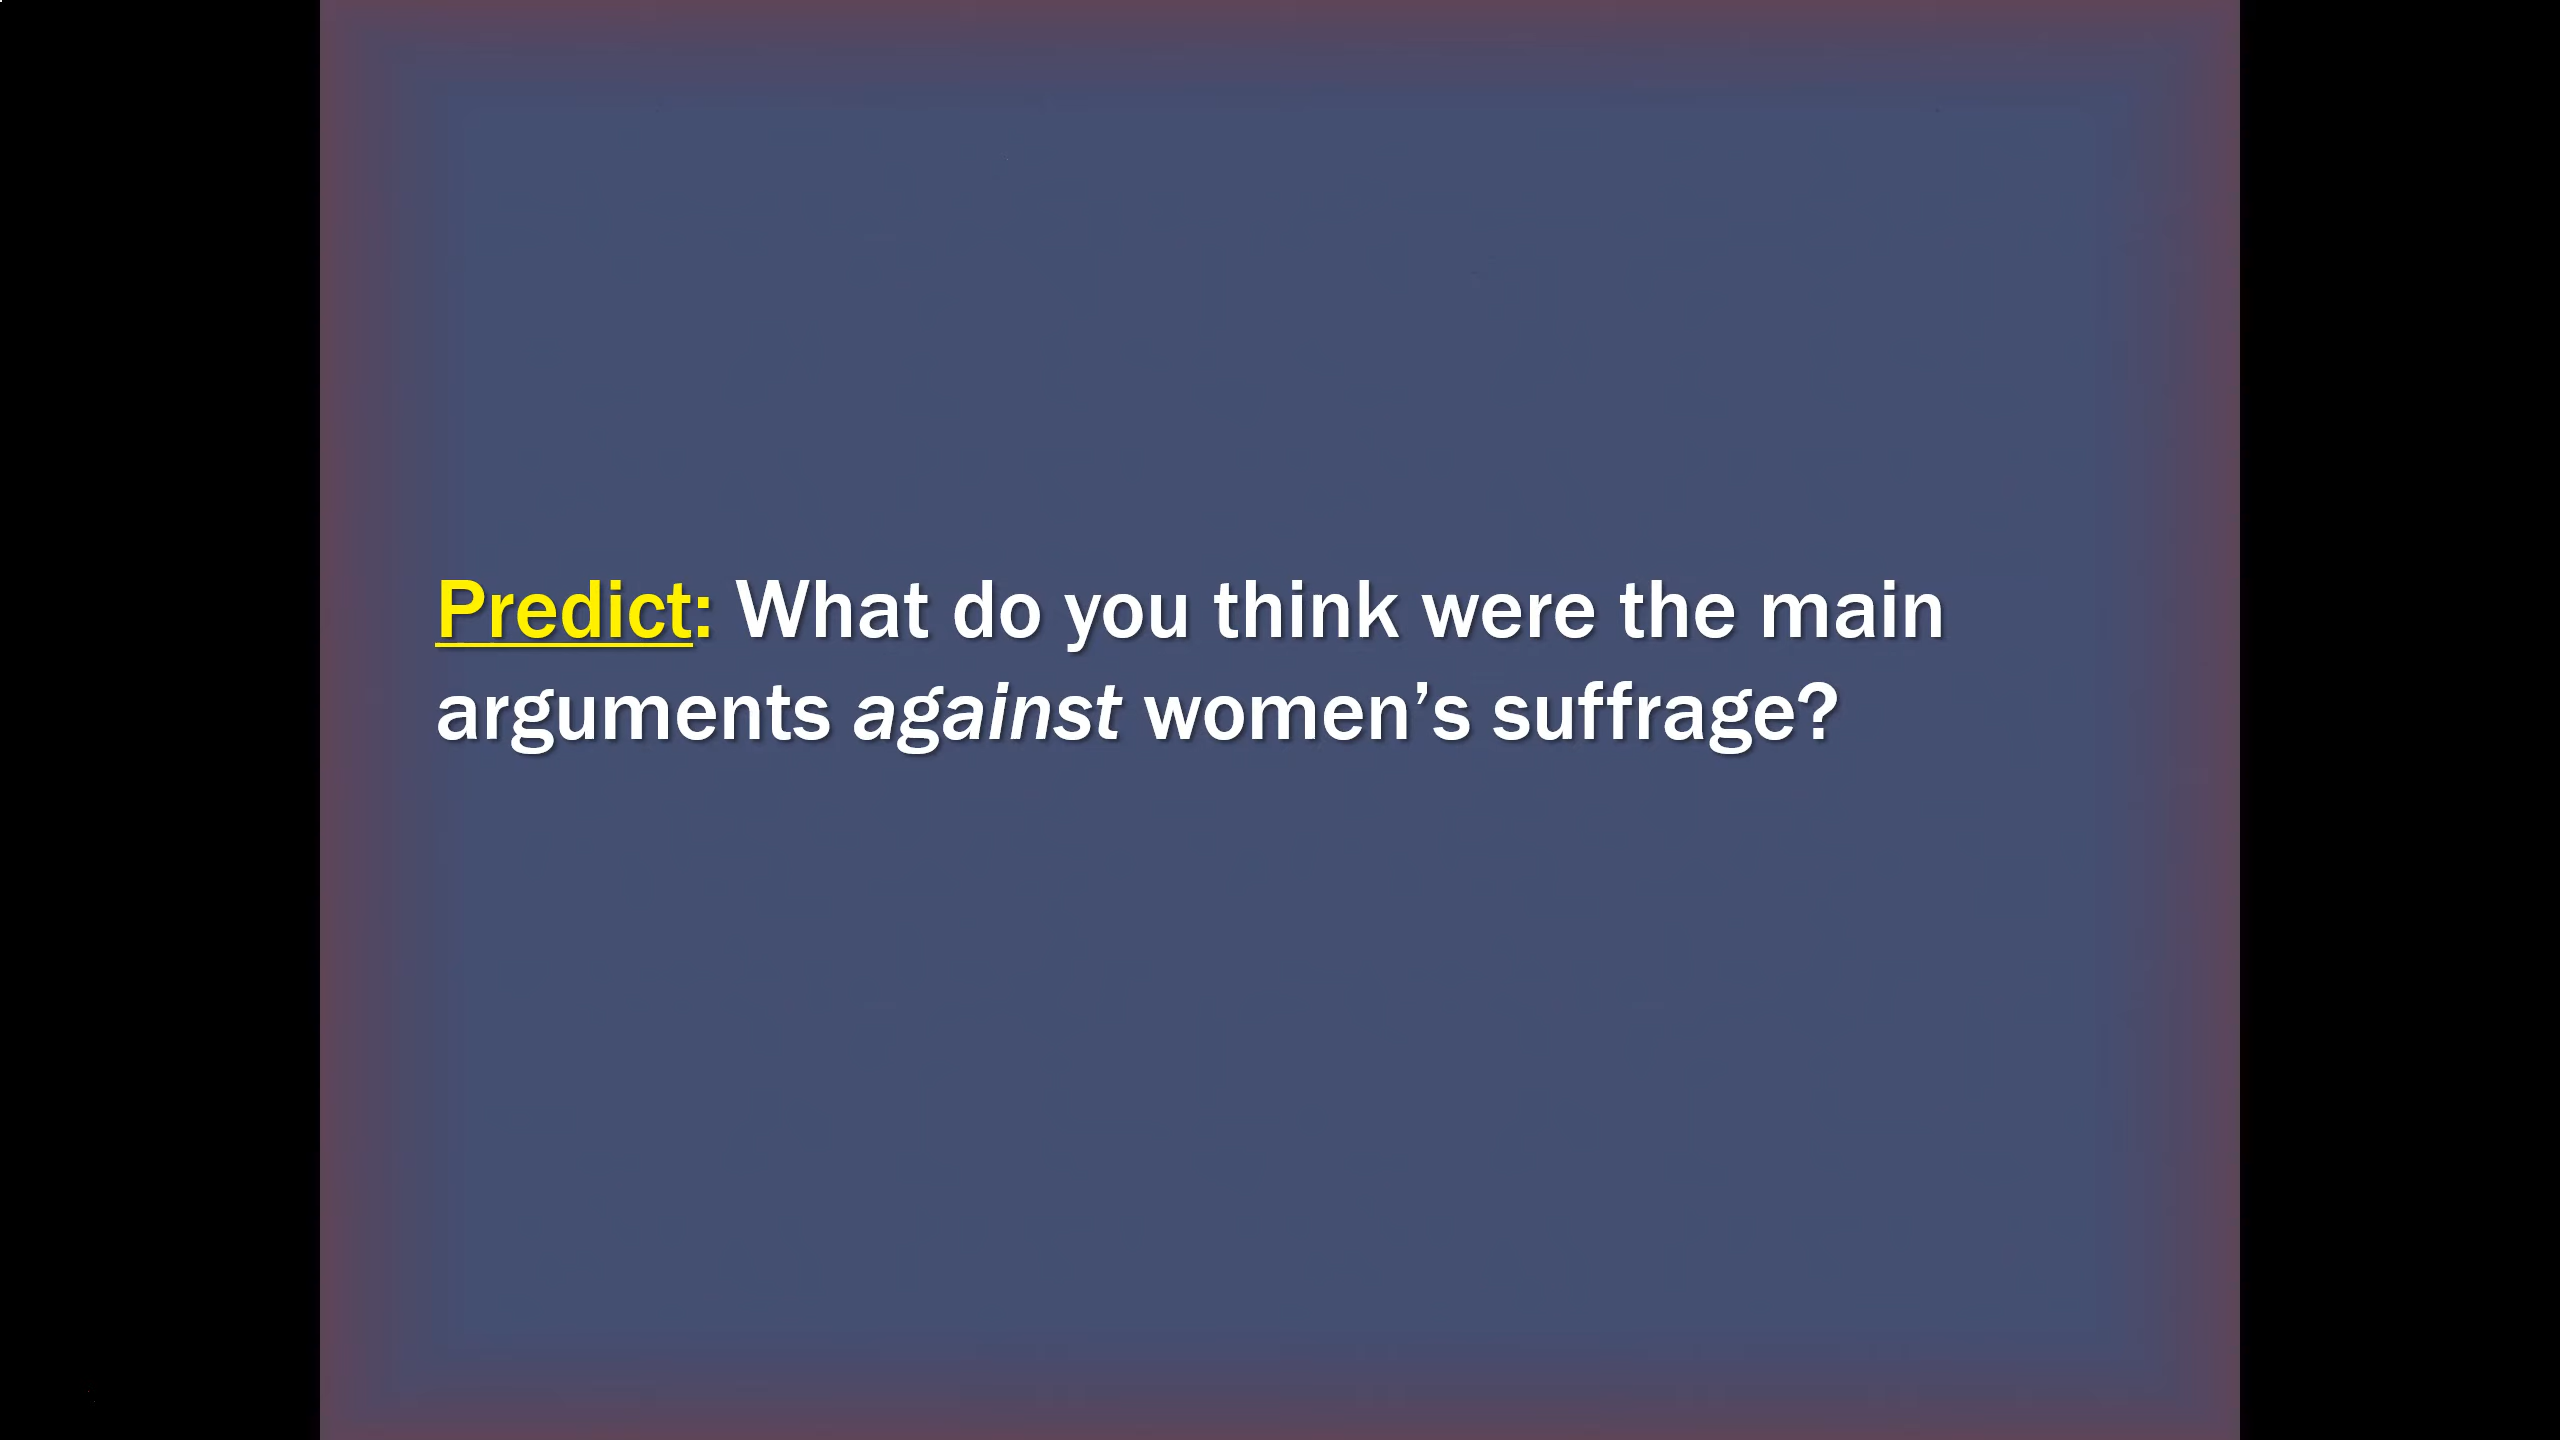 Predict: What do you think were the main
arguments against women’s suffrage?